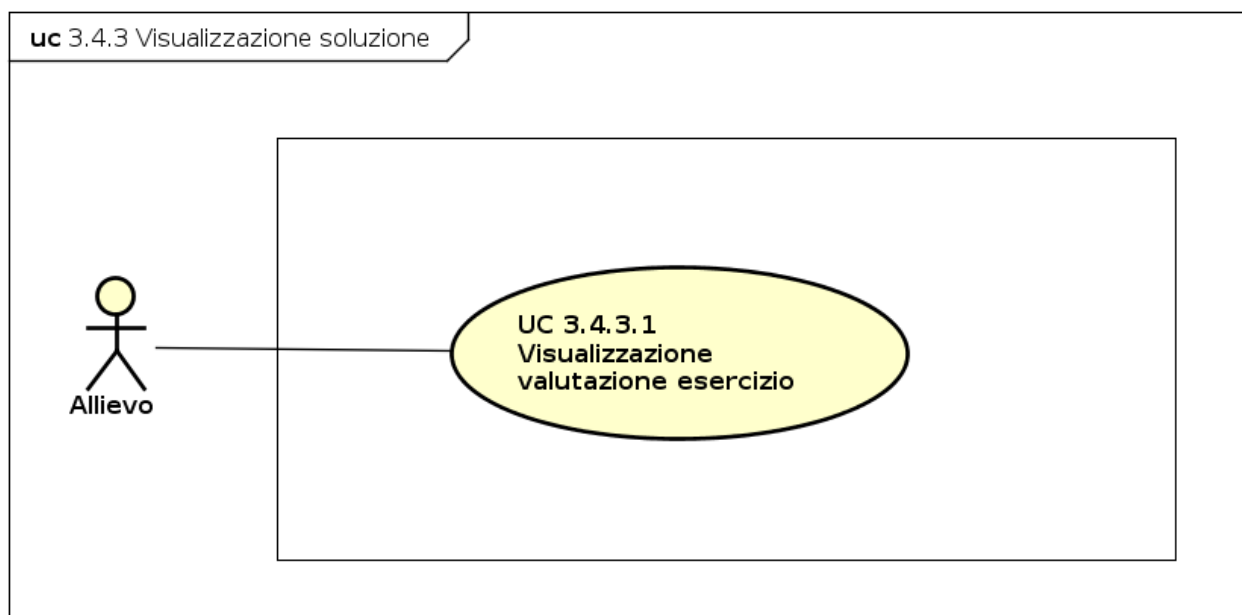 uc 3.4.3 Visualizzazione soluzione
UC 3.4.3.1
Visualizzazione
valutazione esercizio
Allievo